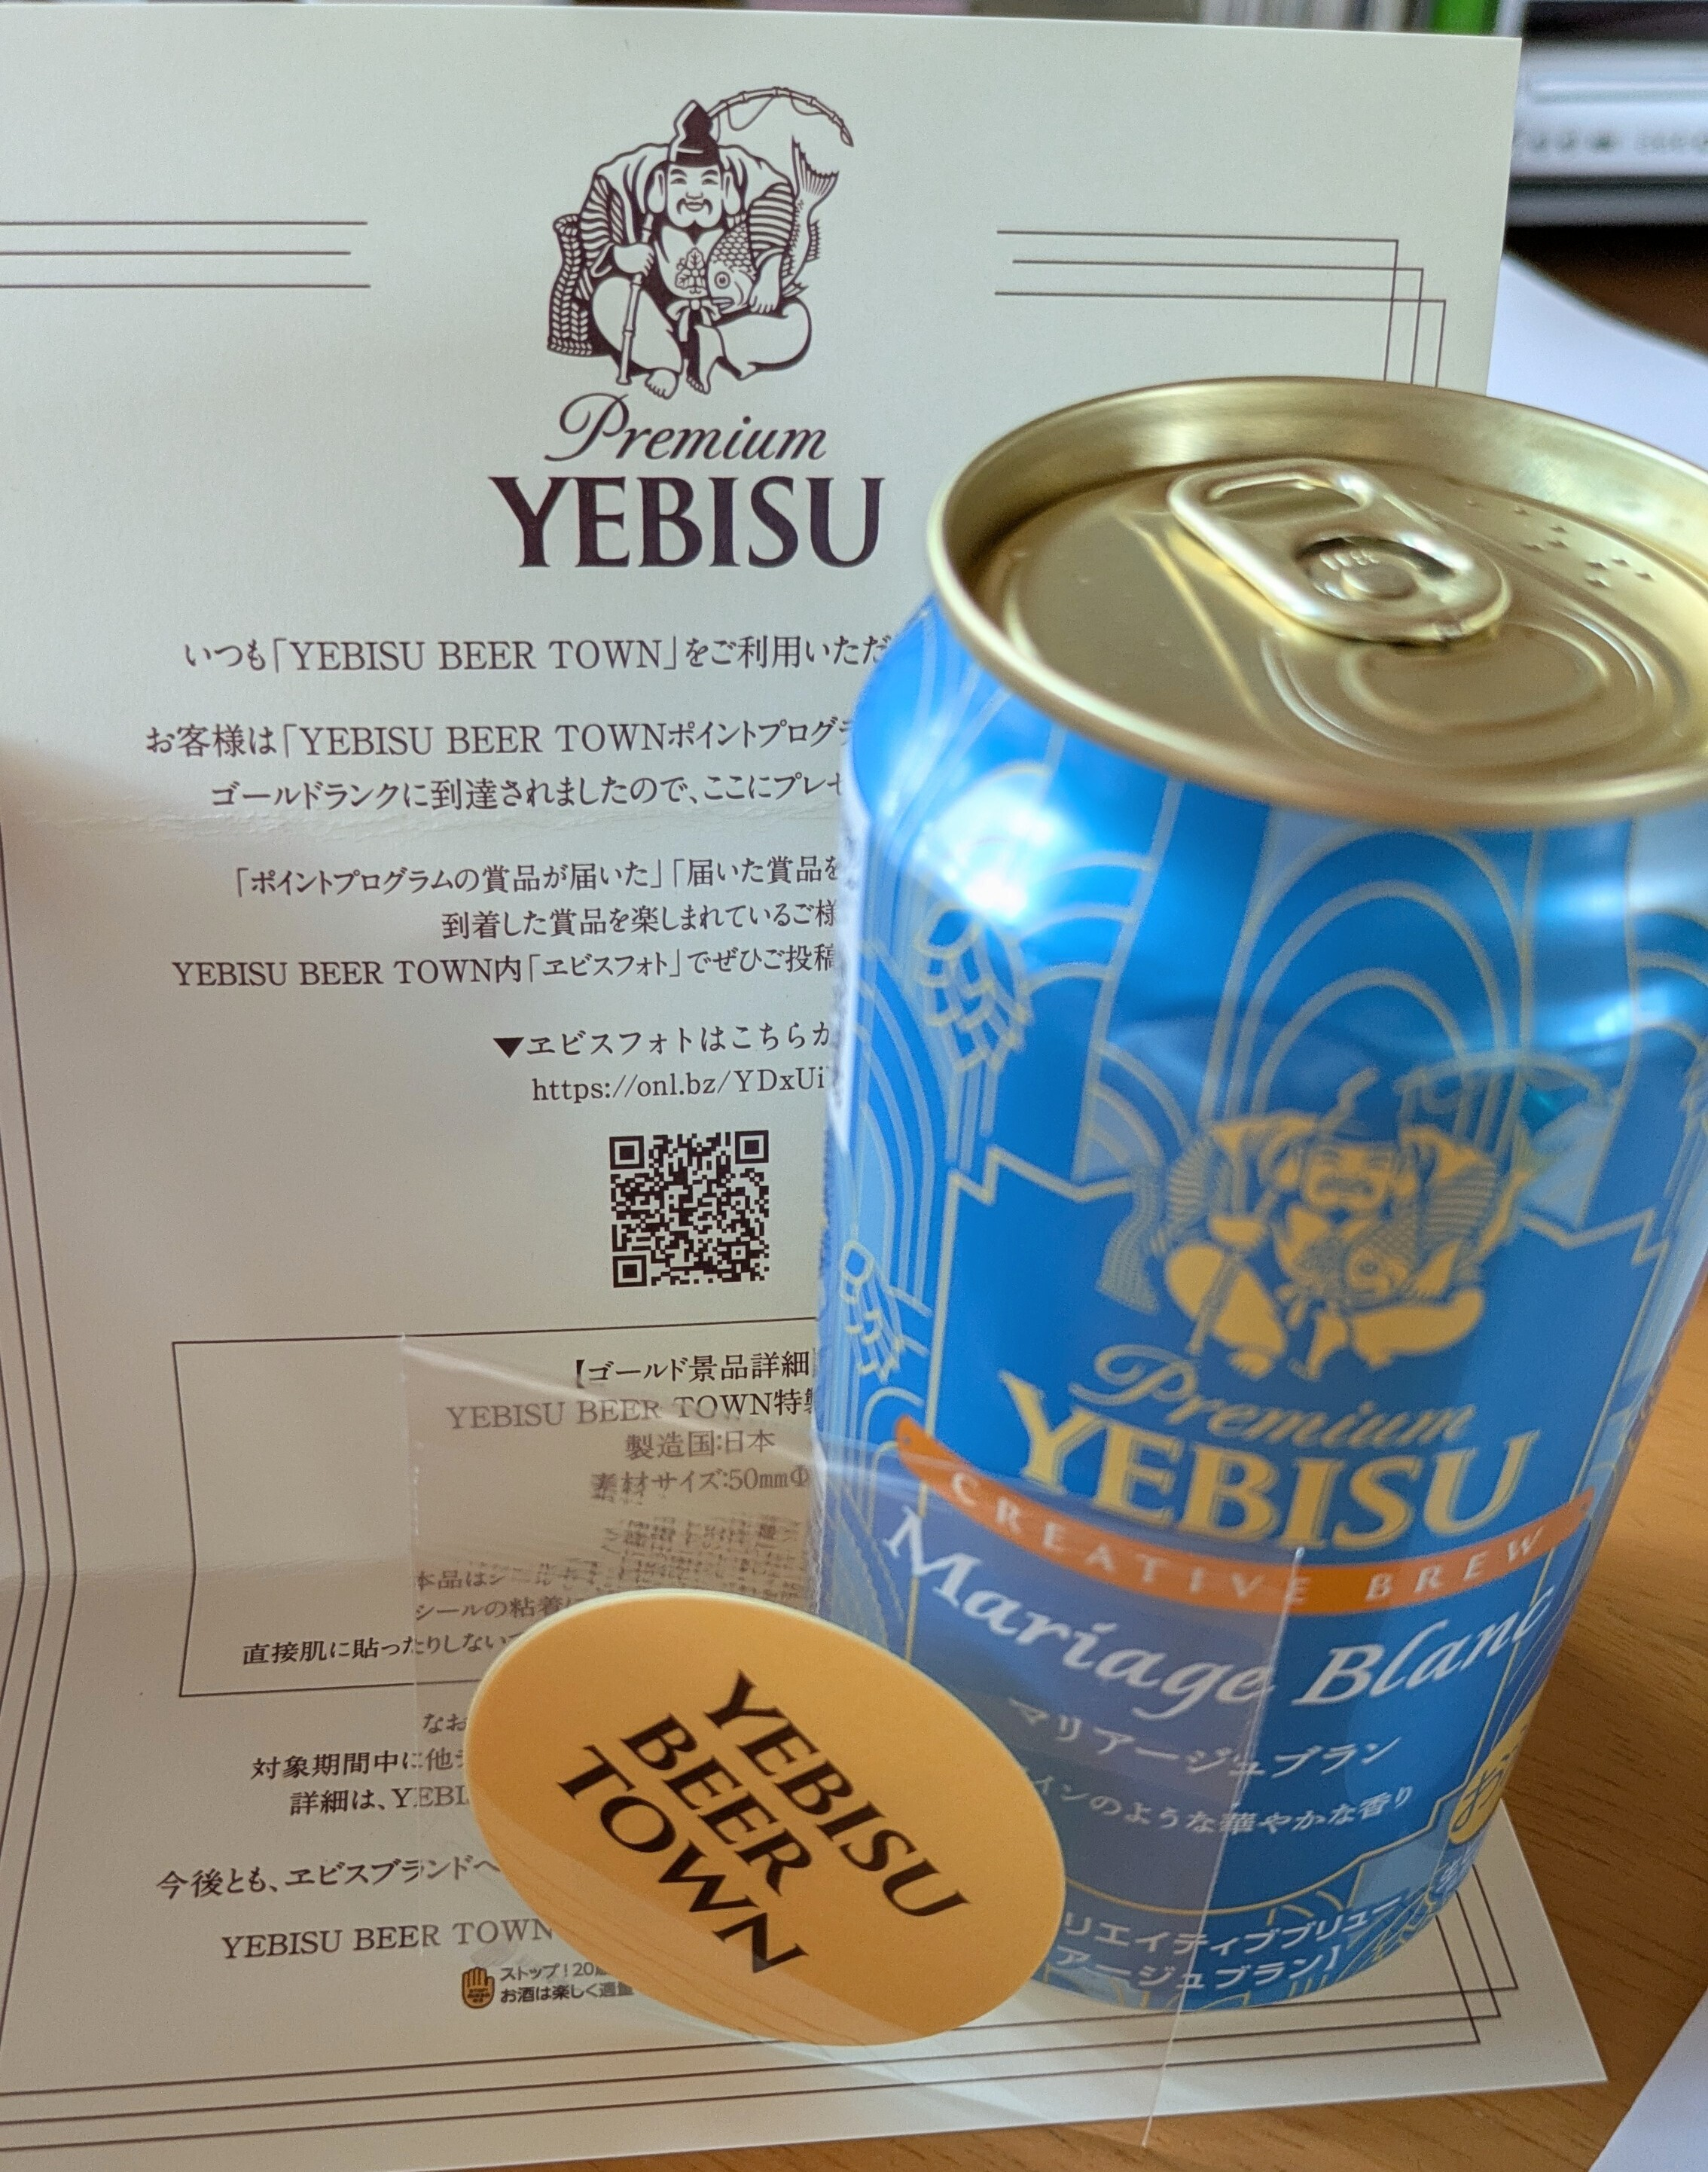 Premium
YEBISU
いつも「YEBISU BEER TOWN」をご利用いただ
お客様は「YEBISU BEER TOWNポイントプログラ
ゴールドランクに到達されましたので、ここにプレゼ
「ポイントプログラムの賞品が届いた」「届いた賞品を
到着した賞品を楽しまれているご様
YEBISU BEER TOWN内「ヱビスフォト」でぜひご投稿
▼ヱビスフォトはこちらか
https://onl.bz/YDxUi
【ゴールド景品詳細】
YEBISU BEER TOWN特製
製造国:日本
素材サイズ:50mmΦ
本品はシ
シールの粘着
直接肌に貼ったりしないで
なお
対象期間中に他
詳細は、YEBI
今後とも、ヱビスブランドへ
YEBISU BEER TOWN
ストップ!20歳
お酒は楽しく適量
YEBISU
BEER
TOWN
Premium
YEBISU
CREATIVE BREW
Mariage Blanc
マリアージュブラン
インのような華やかな香り
お
リエイティブブリュー
アージュブラン】